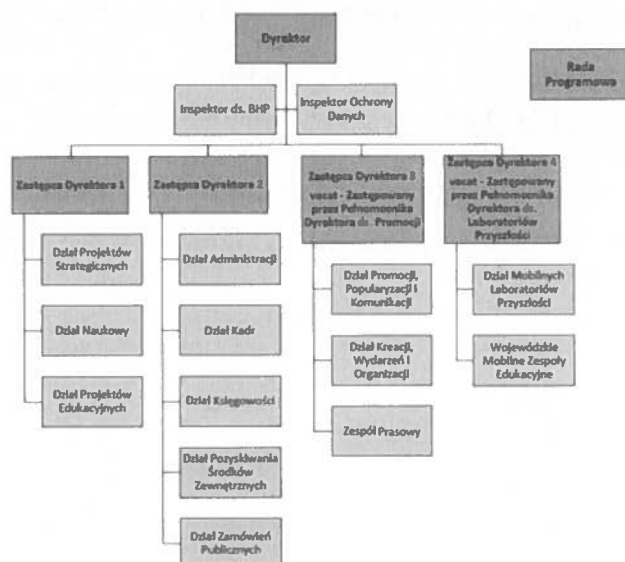 Dyrektor
Rada
Programowa
Inspektor ds. BHP
Inspektor Ochrony
Danych
Zastępca Dyrektora 1
Zastępca Dyrektora 2
Zastępca Dyrektora 3
vacat - Zastępowany
przez Pełnomocnika
Dyrektora ds. Promocji
Zastępca Dyrektora 4
vacat - Zastępowany
przez Pełnomocnika
Dyrektora ds.
Laboratoriów
Przyszłości
Dział Projektów
Strategicznych
Dział Naukowy
Dział Projektów
Edukacyjnych
Dział Administracji
Dział Kadr
Dział Księgowości
Dział Pozyskiwania
Środków
Zewnętrznych
Dział Zamówień
Publicznych
Dział Promocji,
Popularyzacji i
Komunikacji
Dział Kreacji,
Wydarzeń i
Organizacji
Zespół Prasowy
Dział Mobilnych
Laboratoriów
Przyszłości
Wojewódzkie
Mobilne Zespoły
Edukacyjne